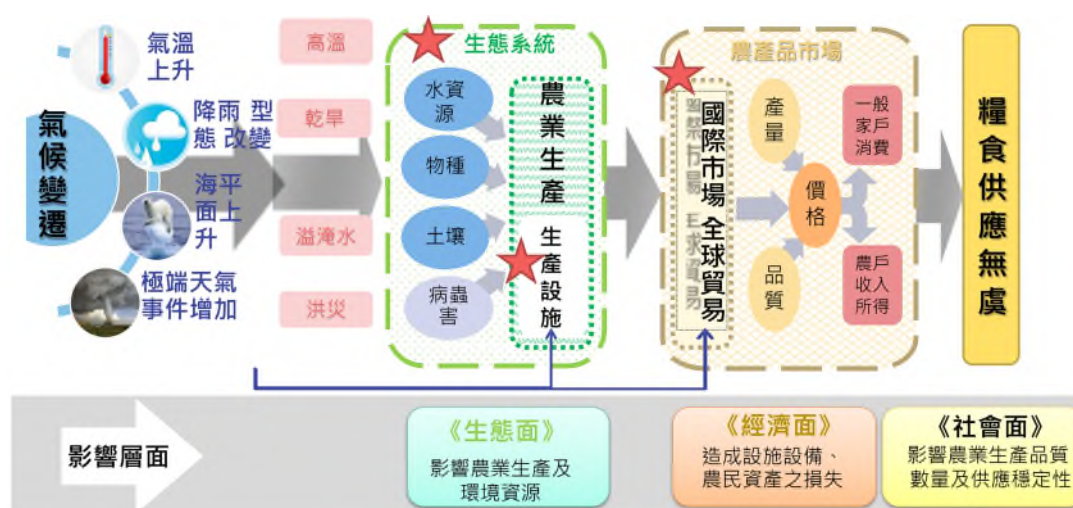 氣候變遷
氣溫
上升
降雨 型
態 改變
海平
面上
升
極端天氣
事件增加
高溫
乾旱
溢淹水
洪災
生態系統
水資
源
物種
土壤
病蟲
害
農業生產
生產設施
農產品市場
國際市場 全球貿易
產
量
品
質
價
格
一般
家戶
消費
農戶
收入
所得
糧食供應無虞
影響層面
《生態面》
影響農業生產及
環境資源
《經濟面》
造成設施設備、
農民資產之損失
《社會面》
影響農業生產品質
數量及供應穩定性